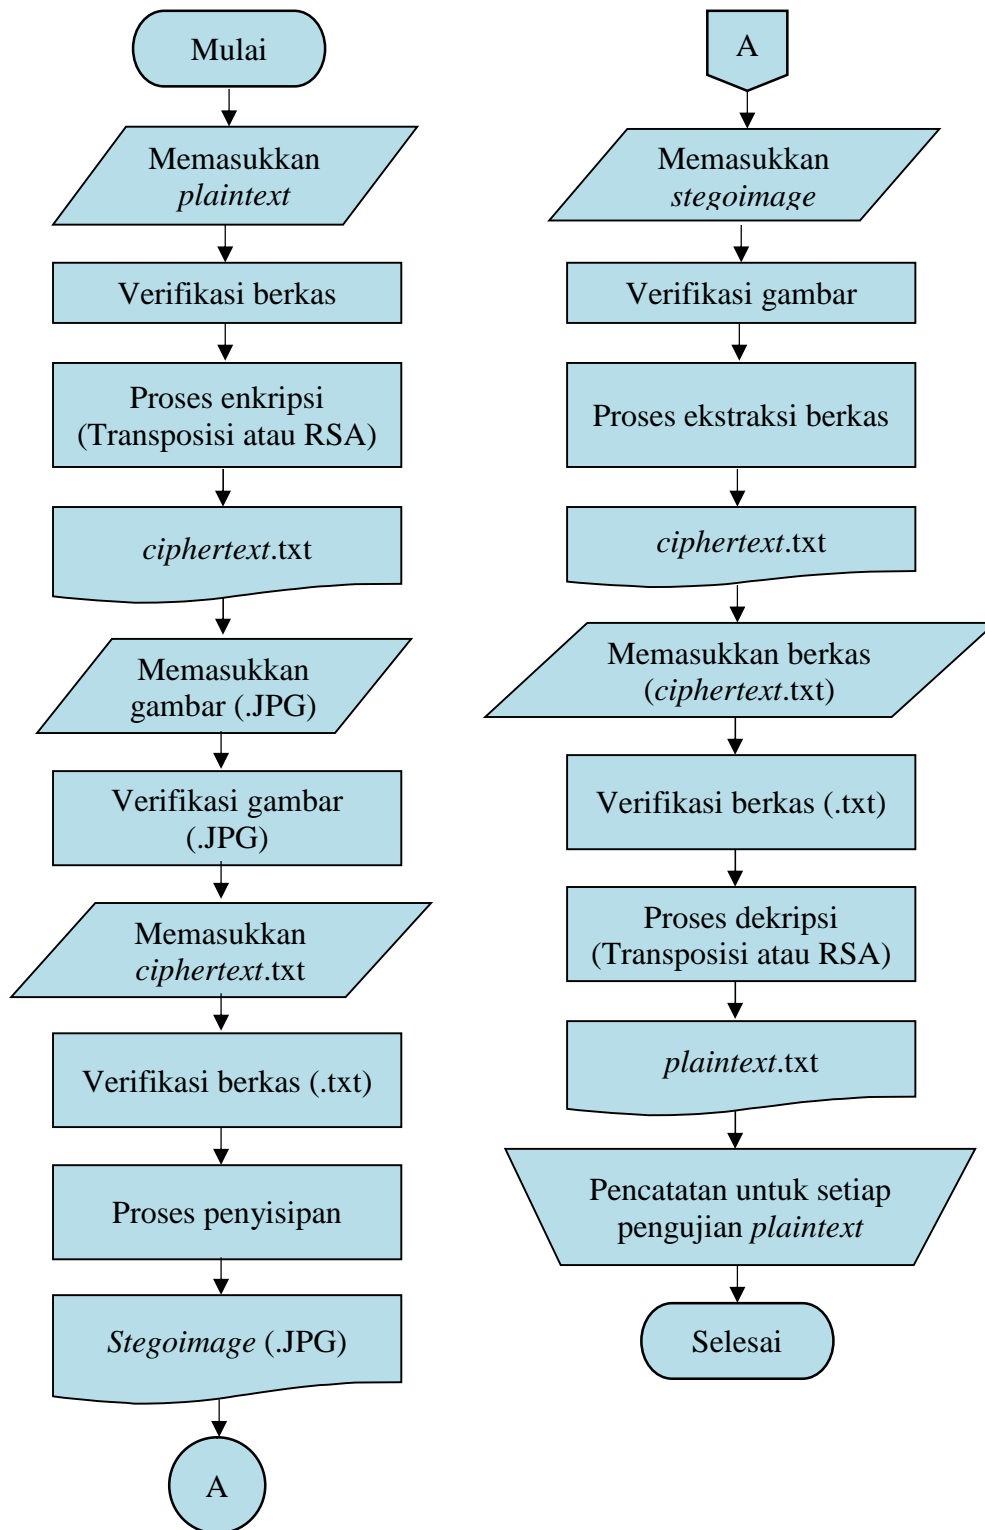 Mulai
Memasukkan
plaintext
Verifikasi berkas
Proses enkripsi
(Transposisi atau RSA)
ciphertext.txt
Memasukkan
gambar (.JPG)
Verifikasi gambar
(.JPG)
Memasukkan
ciphertext.txt
Verifikasi berkas (.txt)
Proses penyisipan
Stegoimage (.JPG)
A
A
Memasukkan
stegoimage
Verifikasi gambar
Proses ekstraksi berkas
ciphertext.txt
Memasukkan berkas
(ciphertext.txt)
Verifikasi berkas (.txt)
Proses dekripsi
(Transposisi atau RSA)
plaintext.txt
Pencatatan untuk setiap
pengujian plaintext
Selesai